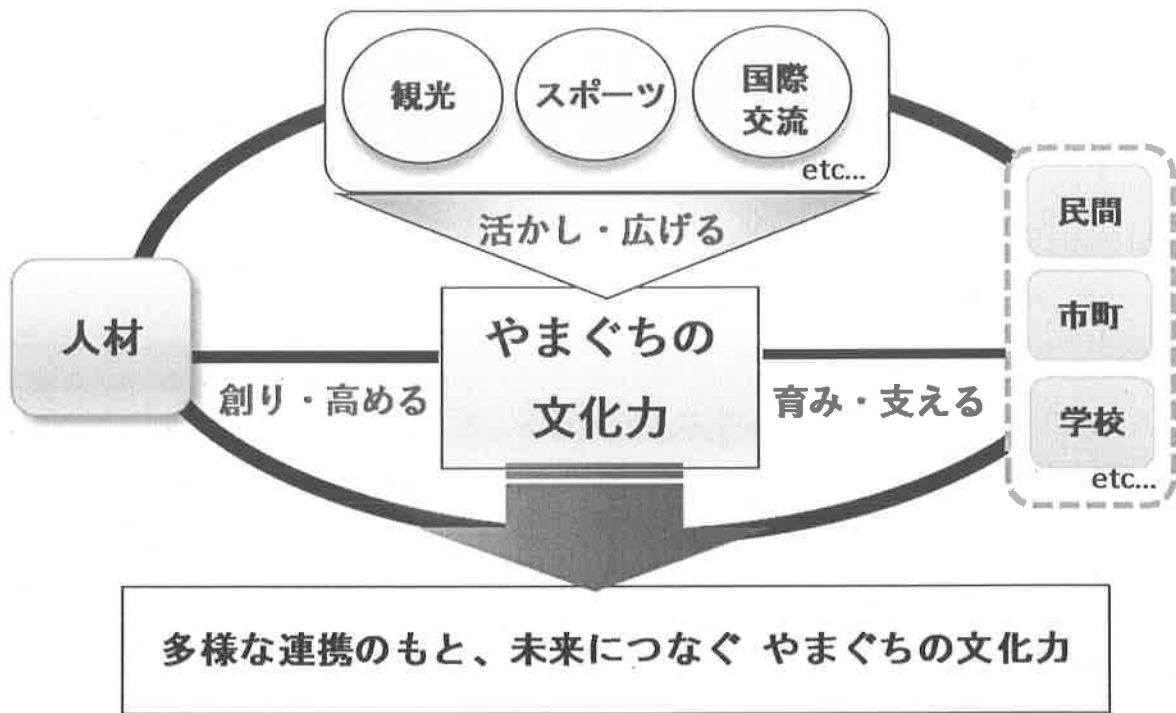 観光
スポーツ
国際
交流
etc...
活かし・広げる
人材
創り・高める
やまぐちの
文化力
育み・支える
民間
市町
学校
etc...
多様な連携のもと、未来につなぐ やまぐちの文化力